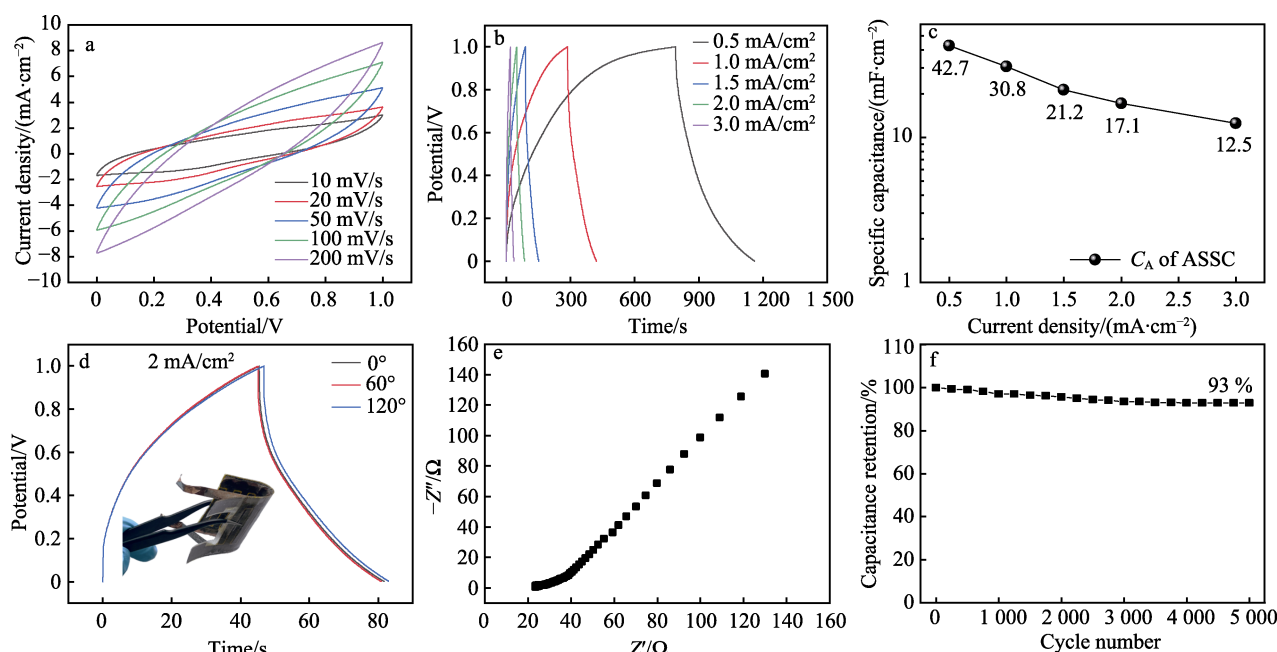 a
10
8
6
4
2
0
−2
−4
−6
−8
−10
Current density/(mA·cm⁻²)
10 mV/s
20 mV/s
50 mV/s
100 mV/s
200 mV/s
0
0.2
0.4
0.6
0.8
1.0
Potential/V
b
1.0
0.8
0.6
0.4
0.2
0
Potential/V
0.5 mA/cm²
1.0 mA/cm²
1.5 mA/cm²
2.0 mA/cm²
3.0 mA/cm²
0
300
600
900
1 200
1 500
Time/s
c
Specific capacitance/(mF·cm⁻²)
10
1
42.7
30.8
21.2
17.1
12.5
C_A of ASSC
0.5
1.0
1.5
2.0
2.5
3.0
Current density/(mA·cm⁻²)
d
2 mA/cm²
0°
60°
120°
1.0
0.8
0.6
0.4
0.2
0
Potential/V
0
20
40
60
80
Time/s
e
160
140
120
100
80
60
40
20
0
−Z″/Ω
0
20
40
60
80
100
120
140
160
Z′/Ω
f
93 %
100
80
60
40
20
0
Capacitance retention/%
0
1 000
2 000
3 000
4 000
5 000
Cycle number